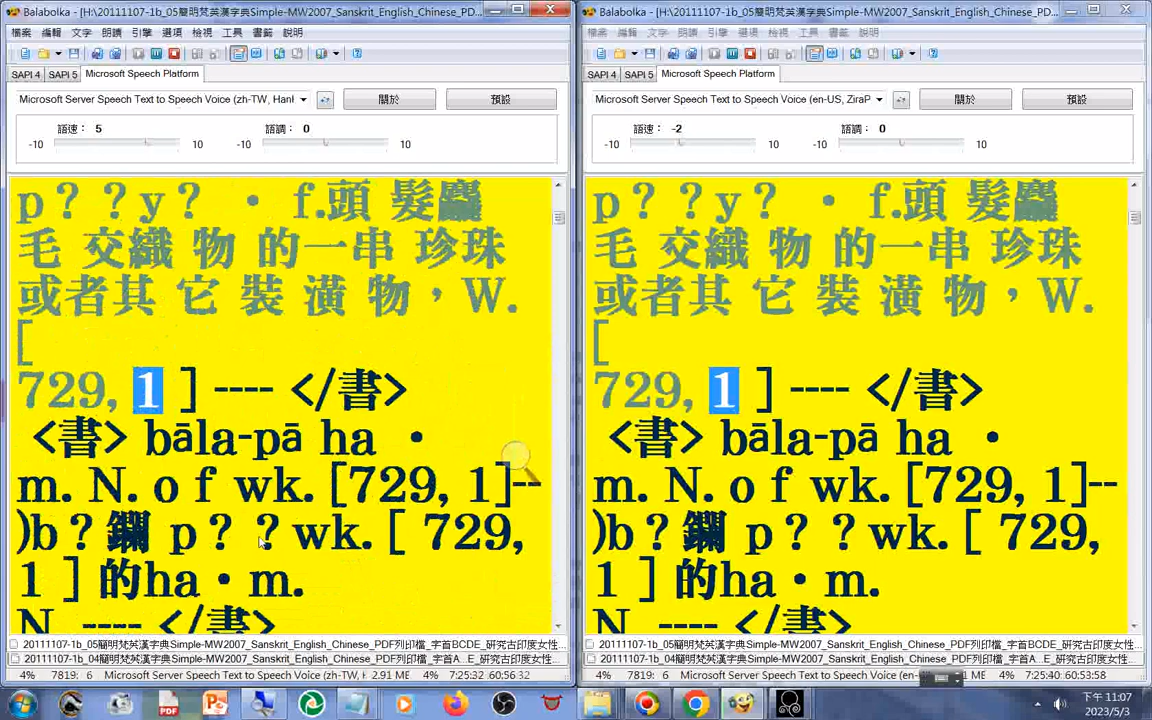 Balabolka - [H:\20111107-1b_05簡明梵英漢字典Simple-MW2007_Sanskrit_English_Chinese_PD...
檔案 編輯 文字 朗讀 引擎 選項 檢視 工具 書籤 說明
SAPI 4 SAPI 5 Microsoft Speech Platform
Microsoft Server Speech Text to Speech Voice (zh-TW, Hanl 關於 預設
語速： 5 語調： 0
-10 10 -10 10
p？？y？ • f.頭 髮麤
毛 交織 物 的一串 珍珠
或者其 它 裝 潢 物，W.
[
729, 1 ] ---- </書>
<書> bāla-pā ha •
m. N. o f wk. [729, 1]--
)b？鑭 p？？wk. [ 729,
1 ] 的ha • m.
N. ---- </書>
20111107-1b_05簡明梵英漢字典Simple-MW2007_Sanskrit_English_Chinese_PDF列印檔_字首BCDE_研究古印度女性...
20111107-1b_04簡明梵英漢字典Simple-MW2007_Sanskrit_English_Chinese_PDF列印檔_字首A...E_研究古印度女性...
4% 7819: 6 Microsoft Server Speech Text to Speech Voice (zh-TW, H 2.91 ME 4% 7:25:32 60:56:32
Balabolka - [H:\20111107-1b_05簡明梵英漢字典Simple-MW2007_Sanskrit_English_Chinese_PD...
檔案 編輯 文字 朗讀 引擎 選項 檢視 工具 書籤 說明
SAPI 4 SAPI 5 Microsoft Speech Platform
Microsoft Server Speech Text to Speech Voice (en-US, ZiraP 關於 預設
語速： -2 語調： 0
-10 10 -10 10
p？？y？ • f.頭 髮麤
毛 交織 物 的一串 珍珠
或者其 它 裝 潢 物，W.
[
729, 1 ] ---- </書>
<書> bāla-pā ha •
m. N. o f wk. [729, 1]--
)b？鑭 p？？wk. [ 729,
1 ] 的ha • m.
N. ---- </書>
20111107-1b_05簡明梵英漢字典Simple-MW2007_Sanskrit_English_Chinese_PDF列印檔_字首BCDE_研究古印度女性...
20111107-1b_04簡明梵英漢字典Simple-MW2007_Sanskrit_English_Chinese_PDF列印檔_字首A...E_研究古印度女性...
4% 7819: 6 Microsoft Server Speech Text to Speech Voice (en-US, ME 4% 7:25:40 60:53:58
下午 11:07
2023/5/3